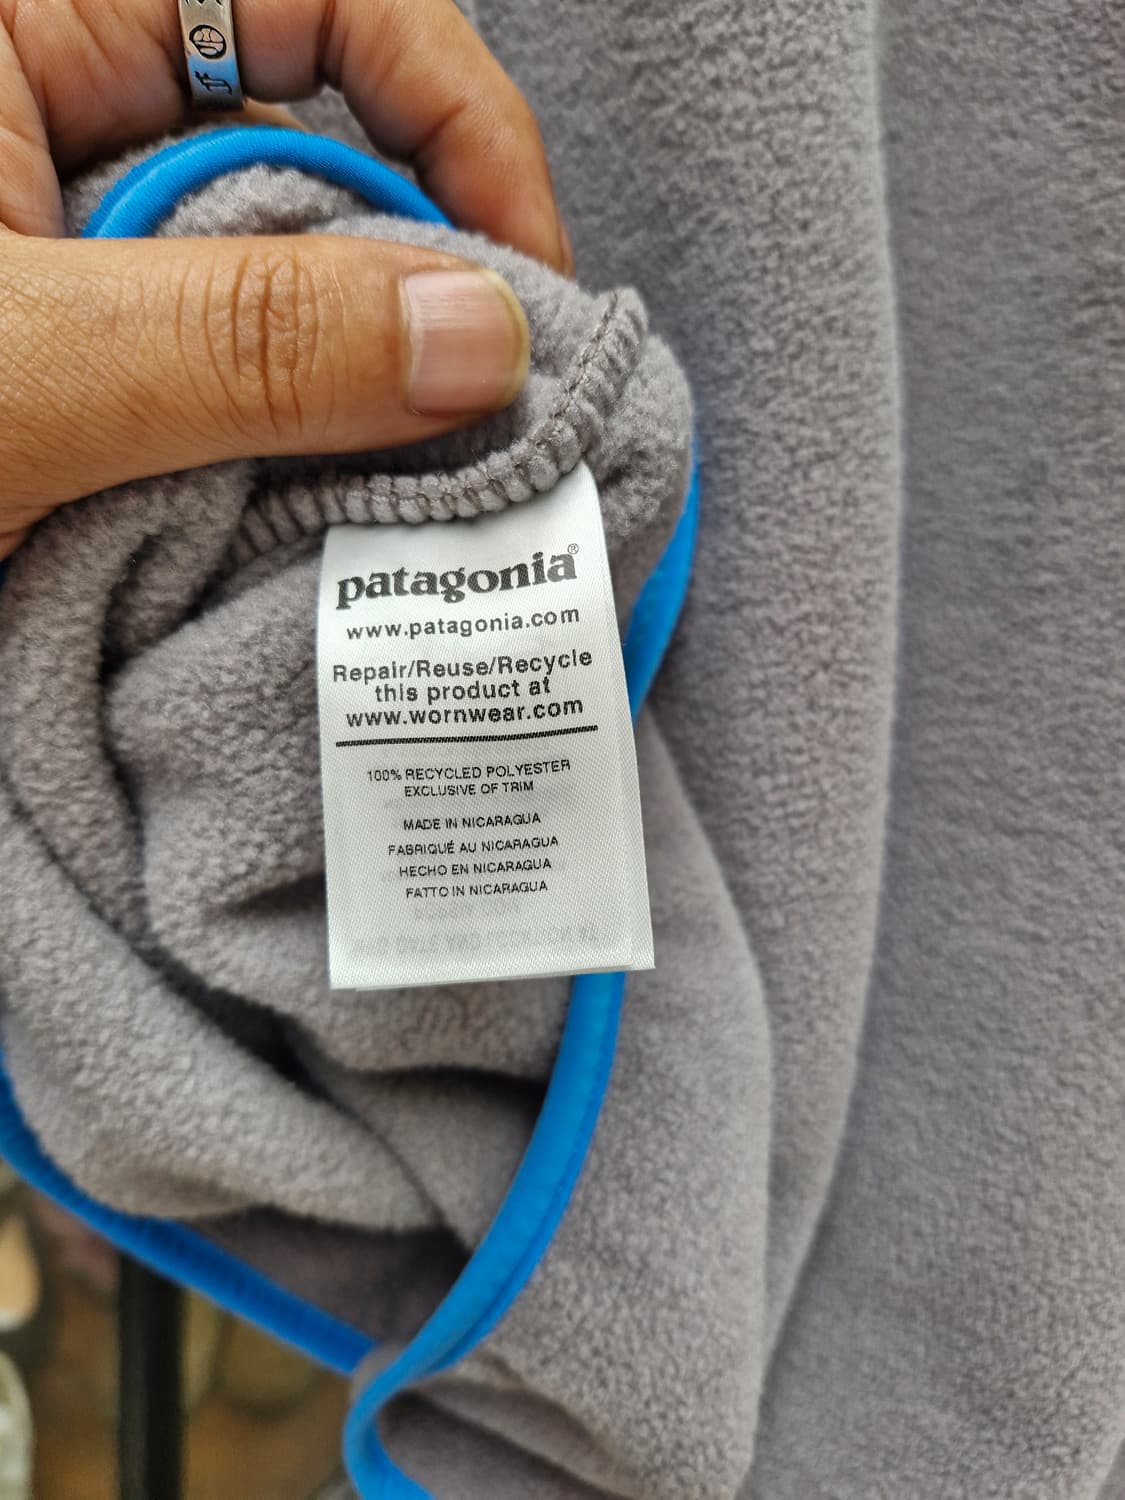 patagonia®
www.patagonia.com
Repair/Reuse/Recycle
this product at
www.wornwear.com
100% RECYCLED POLYESTER
EXCLUSIVE OF TRIM
MADE IN NICARAGUA
FABRIQUÉ AU NICARAGUA
HECHO EN NICARAGUA
FATTO IN NICARAGUA